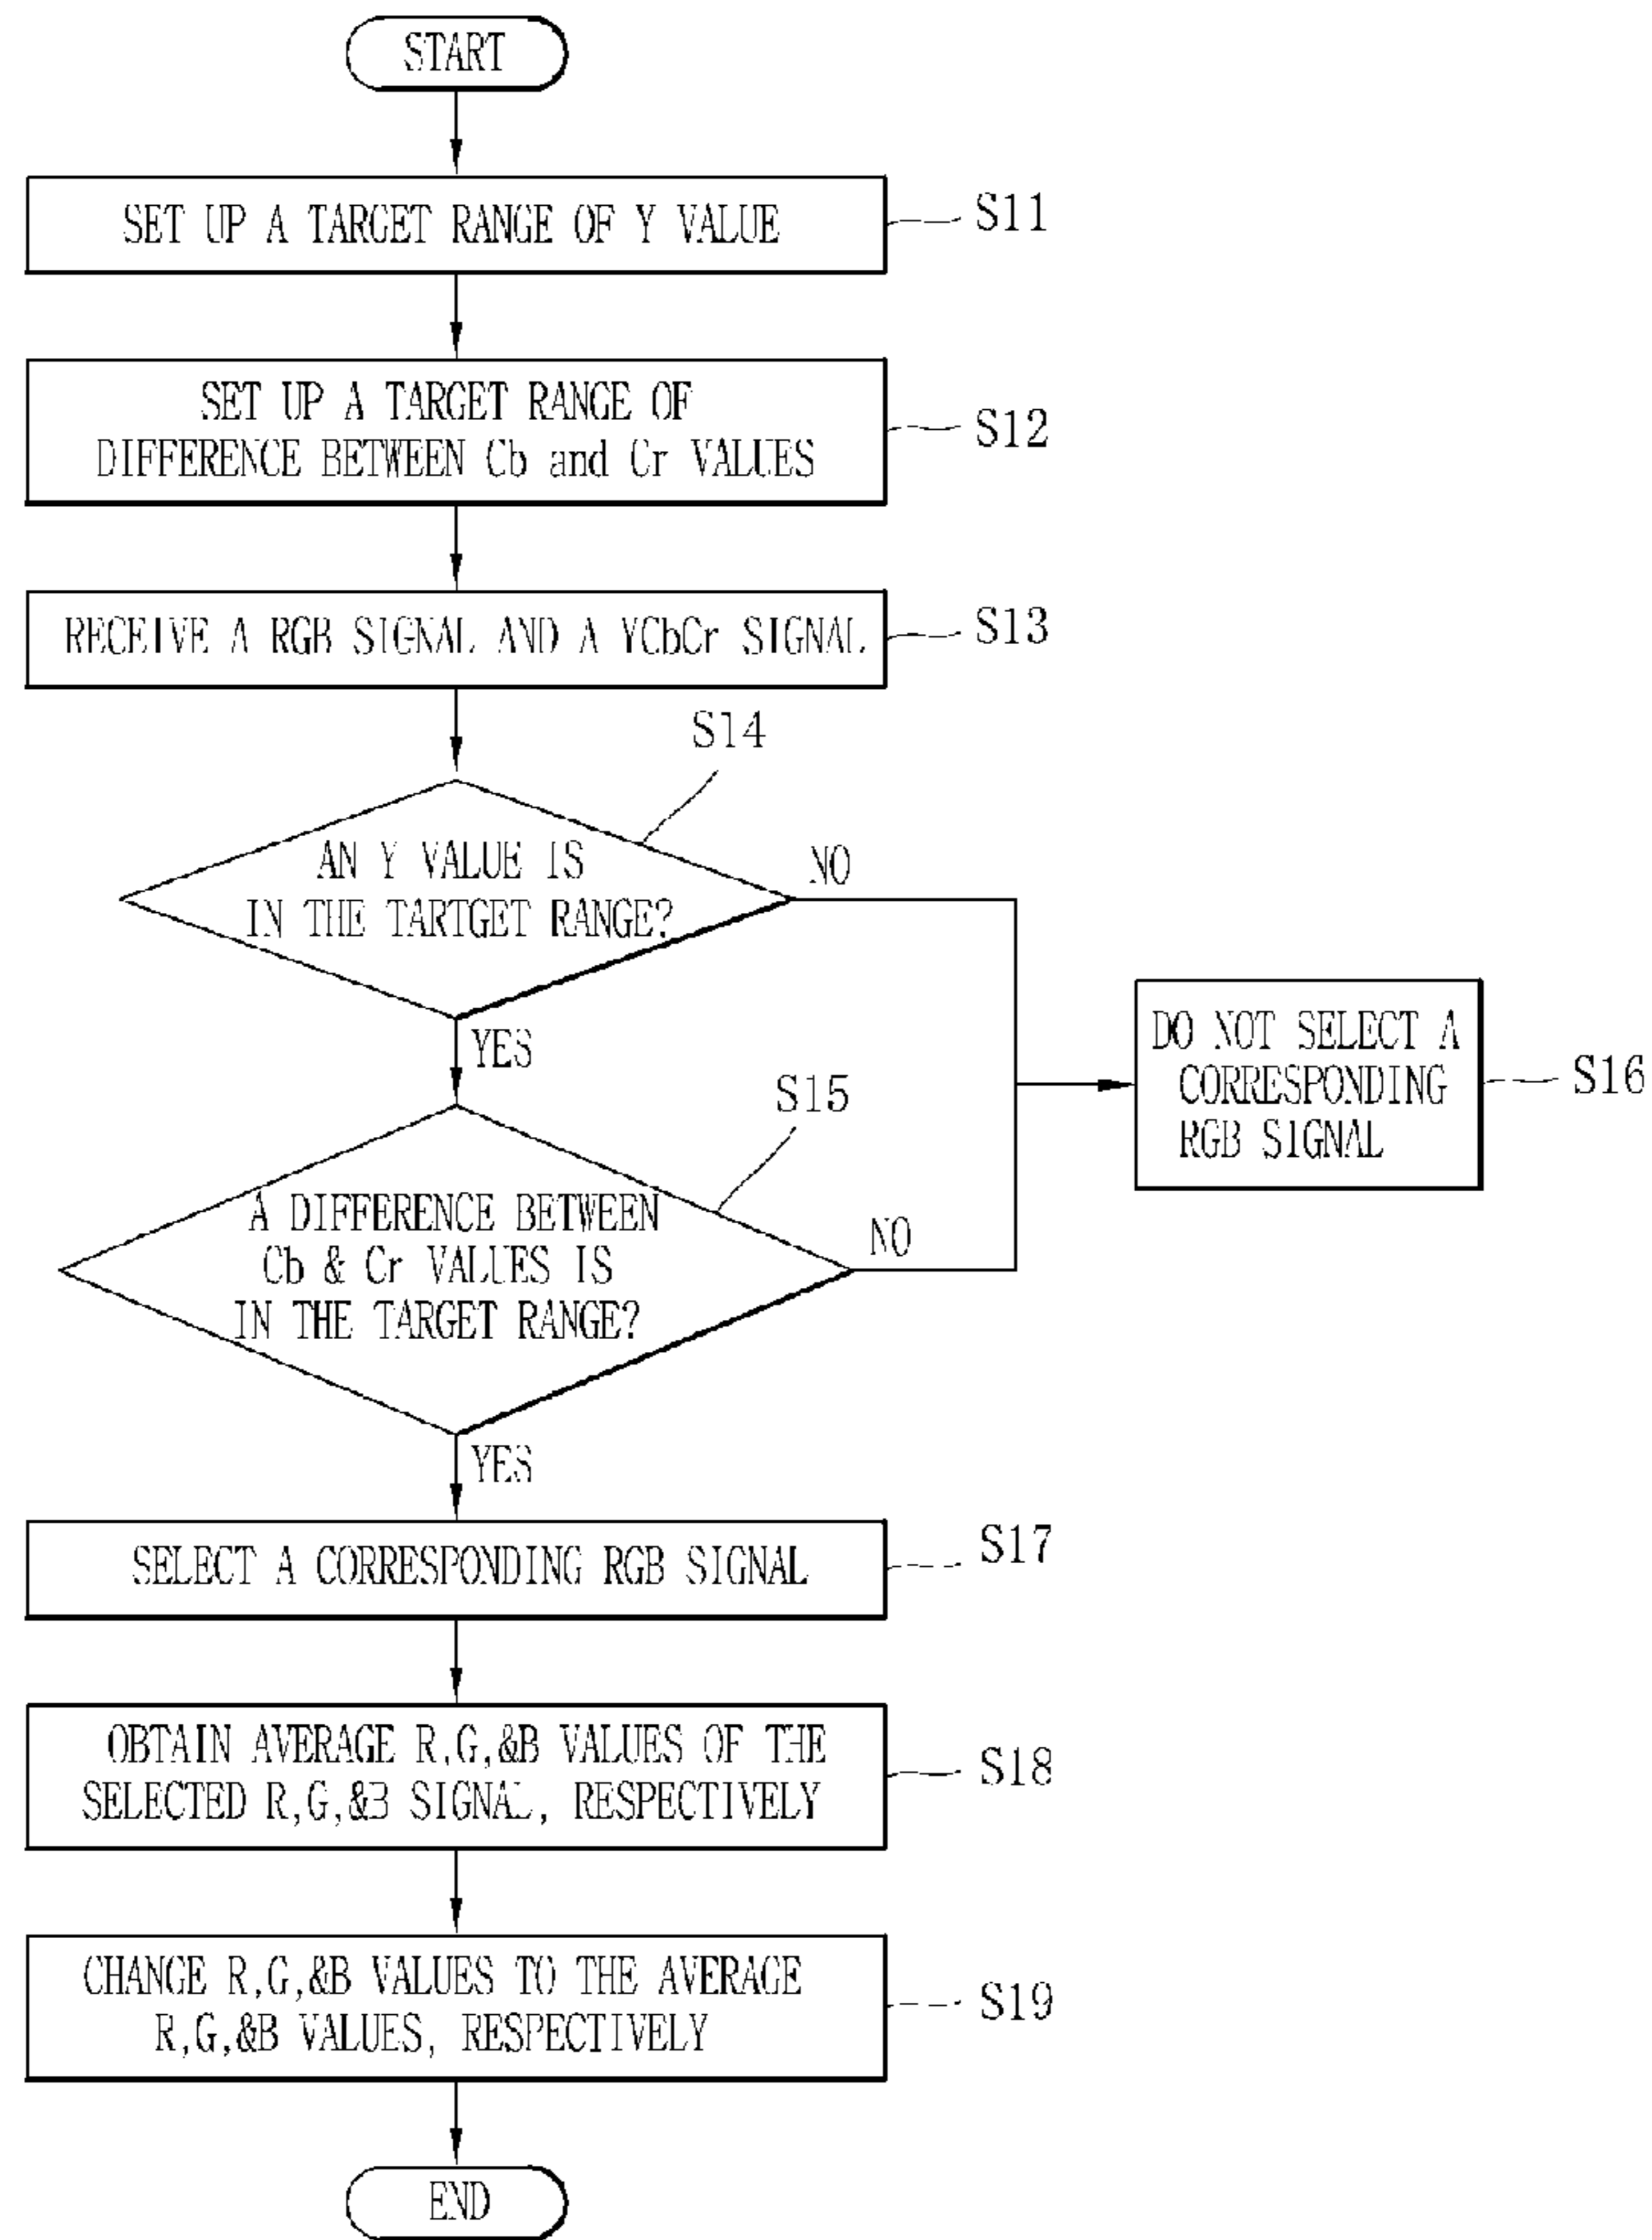 START
SET UP A TARGET RANGE OF Y VALUE
S11
SET UP A TARGET RANGE OF
DIFFERENCE BETWEEN Cb and Cr VALUES
S12
RECEIVE A RGB SIGNAL AND A YCbCr SIGNAL
S13
S14
AN Y VALUE IS
IN THE TARTGET RANGE?
NO
YES
DO NOT SELECT A
CORRESPONDING
RGB SIGNAL
S16
S15
A DIFFERENCE BETWEEN
Cb & Cr VALUES IS
IN THE TARGET RANGE?
NO
YES
SELECT A CORRESPONDING RGB SIGNAL
S17
OBTAIN AVERAGE R,G,&B VALUES OF THE
SELECTED R,G,&B SIGNAL, RESPECTIVELY
S18
CHANGE R,G,&B VALUES TO THE AVERAGE
R,G,&B VALUES, RESPECTIVELY
S19
END